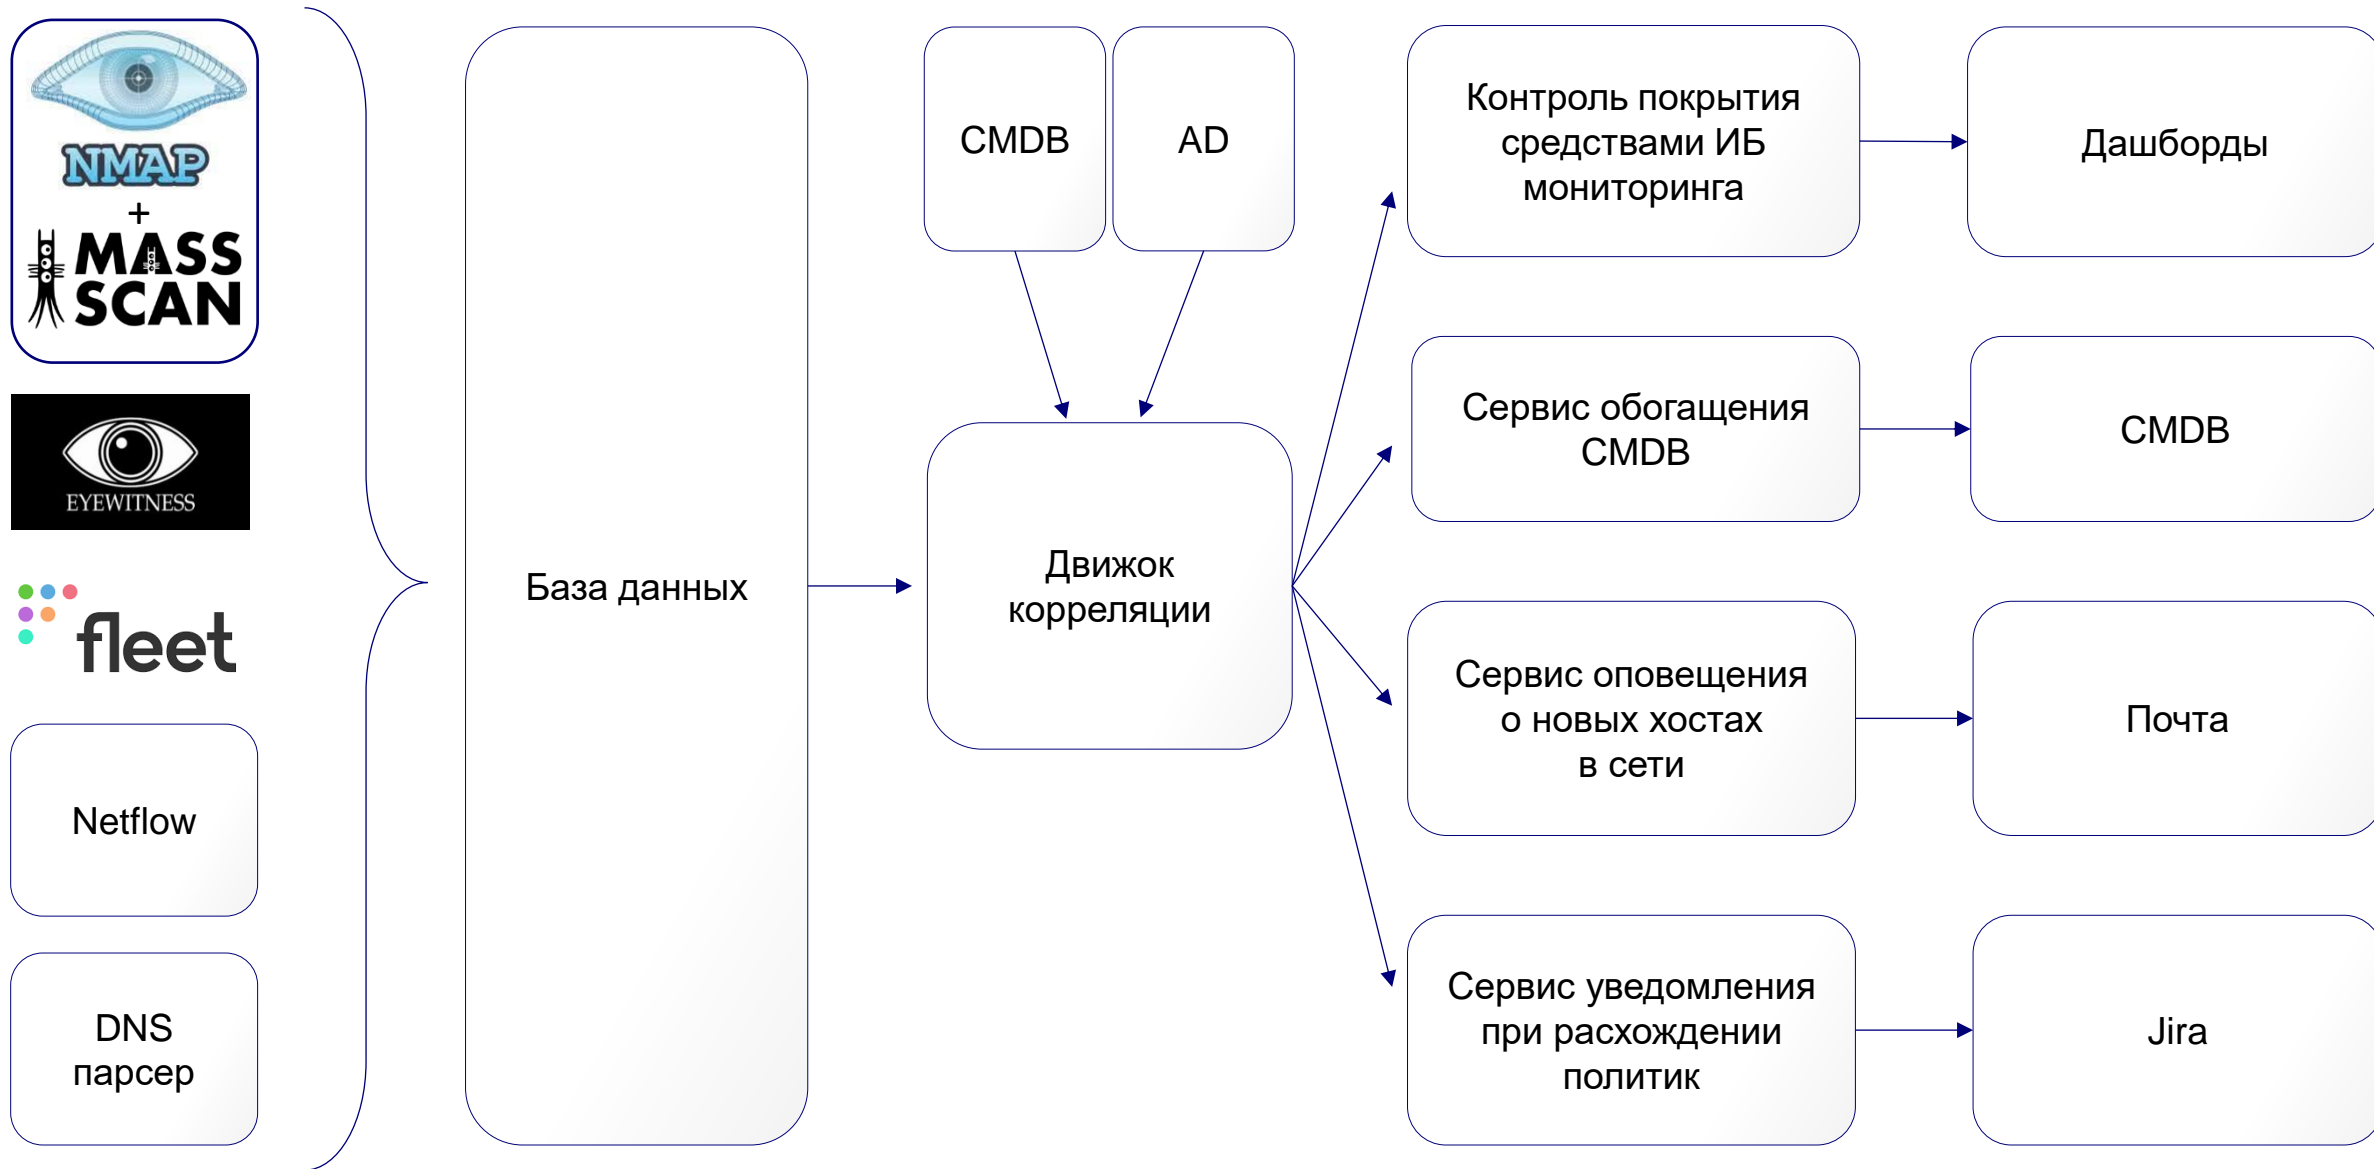 NMAP
+
MASS
SCAN
EYEWITNESS
fleet
Netflow
DNS
парсер
База данных
CMDB
AD
Движок
корреляции
Контроль покрытия
средствами ИБ
мониторинга
Дашборды
Сервис обогащения
CMDB
CMDB
Сервис оповещения
о новых хостах
в сети
Почта
Сервис уведомления
при расхождении
политик
Jira